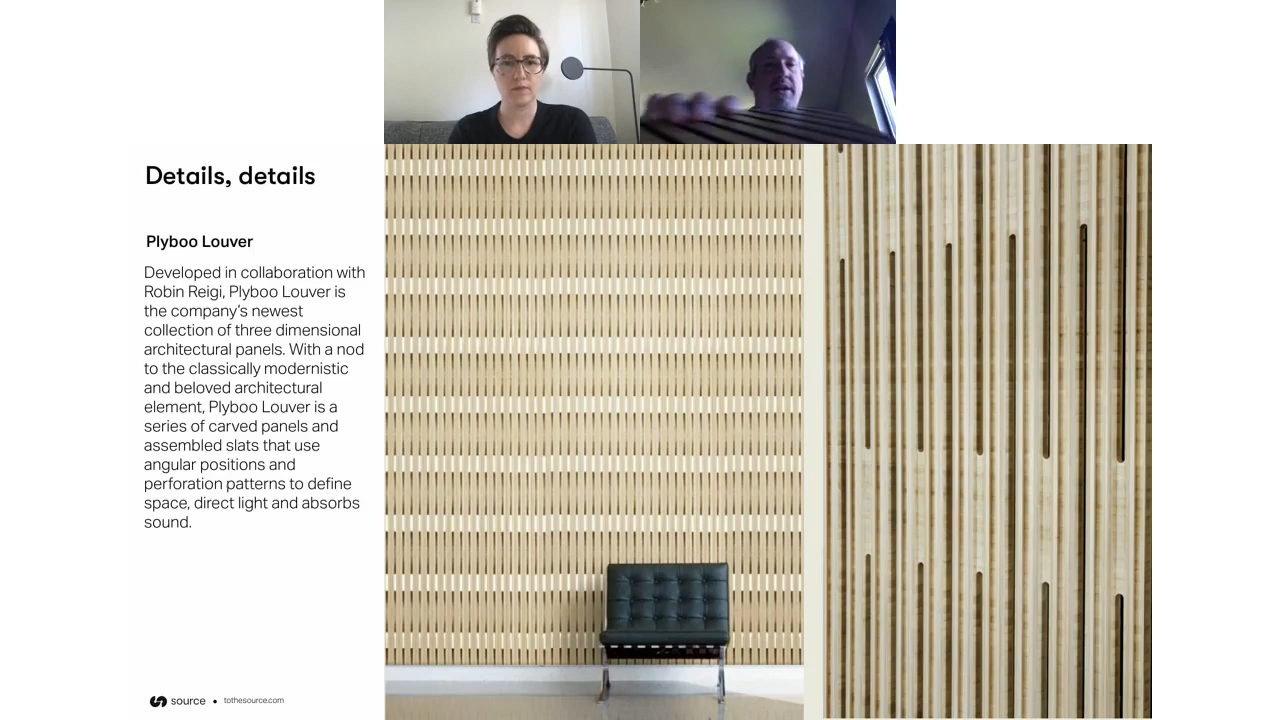 Details, details
Plyboo Louver
Developed in collaboration with
Robin Reigi, Plyboo Louver is
the company's newest
collection of three dimensional
architectural panels. With a nod
to the classically modernistic
and beloved architectural
element, Plyboo Louver is a
series of carved panels and
assembled slats that use
angular positions and
perforation patterns to define
space, direct light and absorbs
sound.
source • tothesource.com